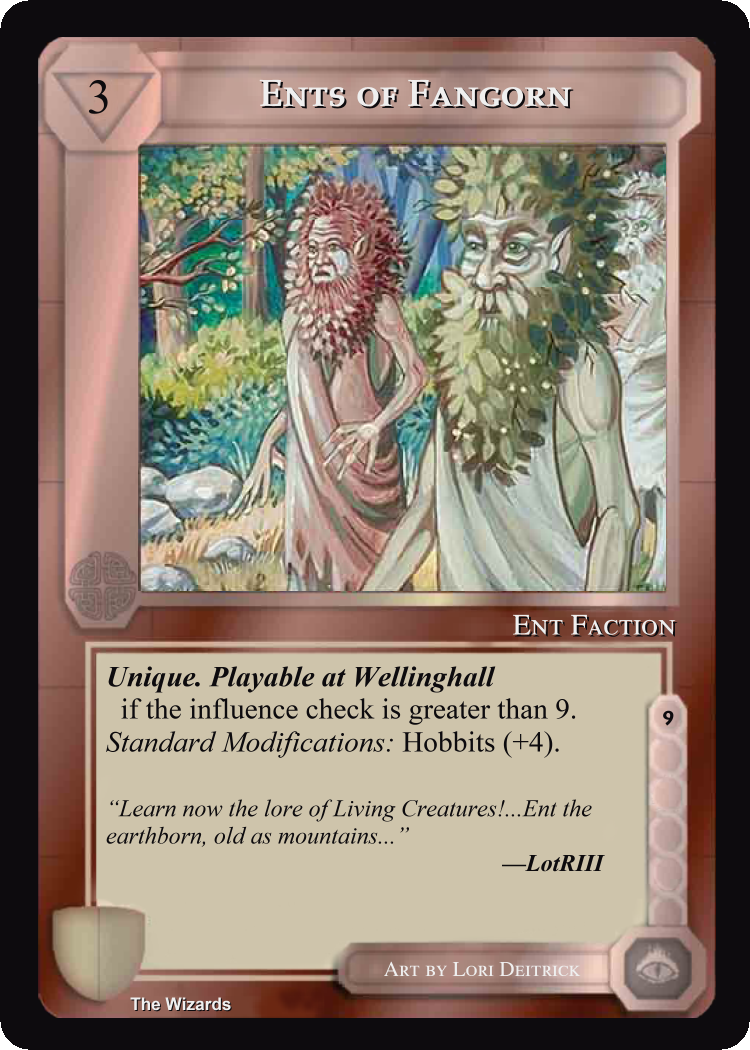 3
Ents of Fangorn
Ent Faction
Unique. Playable at Wellinghall
if the influence check is greater than 9.
Standard Modifications: Hobbits (+4).
9
“Learn now the lore of Living Creatures!...Ent the
earthborn, old as mountains...”
—LotRIII
Art by Lori Deitrick
The Wizards